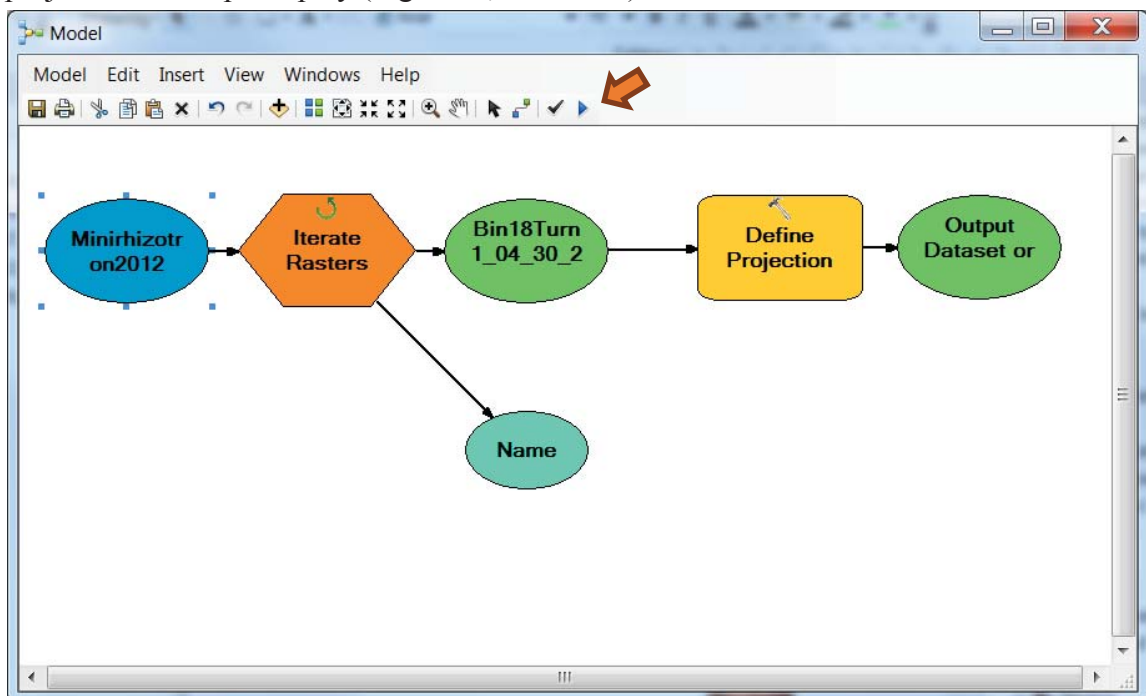 Model
Model Edit Insert View Windows Help
Minirhizotr
on2012
Iterate
Rasters
Bin18Turn
1_04_30_2
Define
Projection
Output
Dataset or
Name